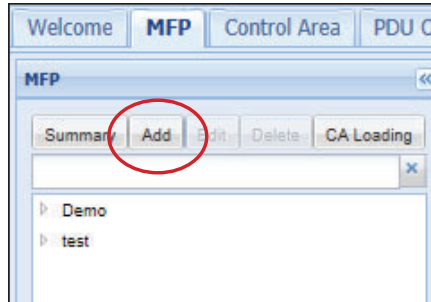 Welcome MFP Control Area PDU
MFP
Summary Add Edit Delete CA Loading
Demo
test